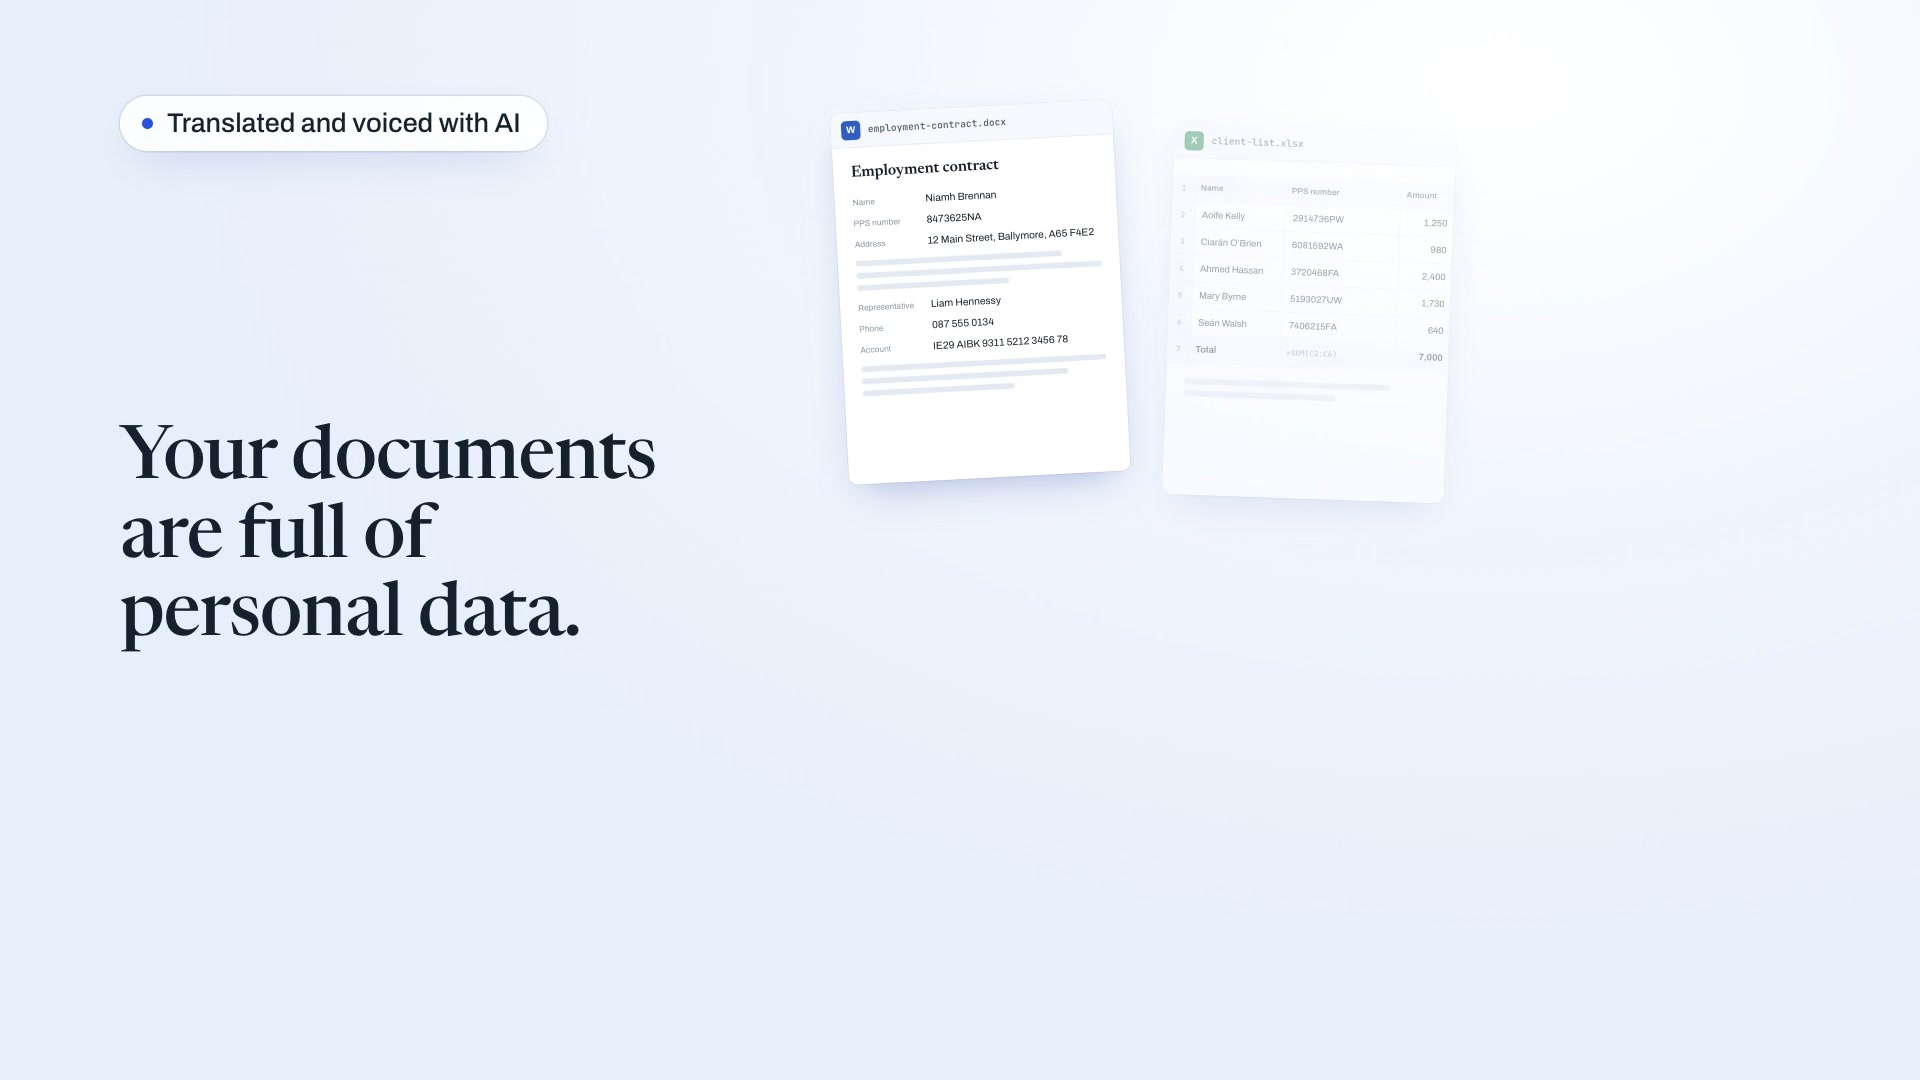 Translated and voiced with AI
Your documents
are full of
personal data.
W employment-contract.docx
Employment contract
Name Niamh Brennan
PPS number 8473625NA
Address 12 Main Street, Ballymore, A65 F4E2
Representative Liam Hennessy
Phone 087 555 0134
Account IE29 AIBK 9311 5212 3456 78
X client-list.xlsx
1 Name PPS number Amount
2 Aoife Kelly 2914736PW 1,250
3 Ciarán O'Brien 6081592WA 980
4 Ahmed Hassan 3720468FA 2,400
5 Mary Byrne 5193027UW 1,730
6 Seán Walsh 7406215FA 640
7 Total =SUM(C2:C6) 7,000